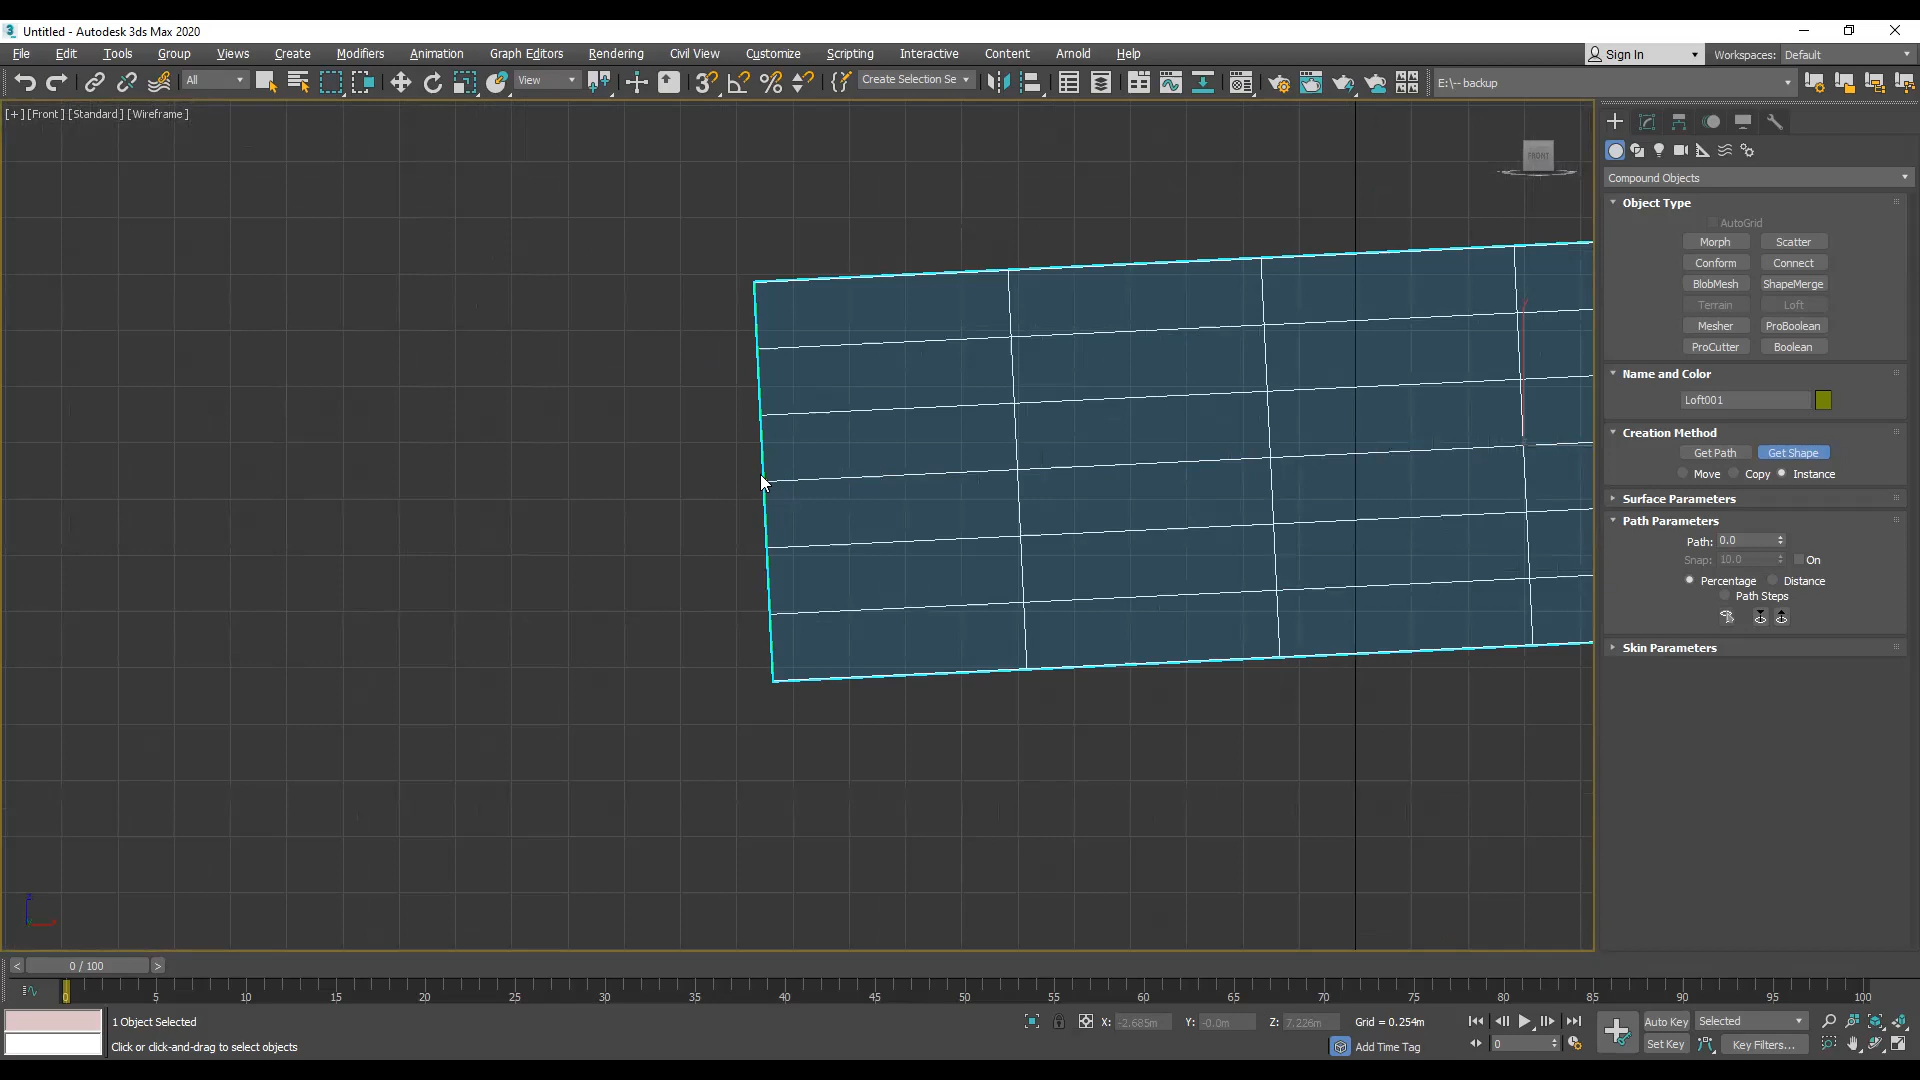 Untitled - Autodesk 3ds Max 2020
File Edit Tools Group Views Create Modifiers Animation Graph Editors Rendering Civil View Customize Scripting Interactive Content Arnold Help
Sign In Workspaces: Default
All View Create Selection Se E:\-- backup
[+] [Front] [Standard] [Wireframe]
FRONT
Compound Objects
Object Type
AutoGrid
Morph Scatter
Conform Connect
BlobMesh ShapeMerge
Terrain Loft
Mesher ProBoolean
ProCutter Boolean
Name and Color
Loft001
Creation Method
Get Path Get Shape
Move Copy Instance
Surface Parameters
Path Parameters
Path: 0.0
Snap: 10.0 On
Percentage Distance
Path Steps
Skin Parameters
< 0 / 100 >
0 5 10 15 20 25 30 35 40 45 50 55 60 65 70 75 80 85 90 95 100
1 Object Selected X: -2.685m Y: -0.0m Z: 7.226m Grid = 0.254m Auto Key Selected
Click or click-and-drag to select objects Add Time Tag 0 Set Key Key Filters...